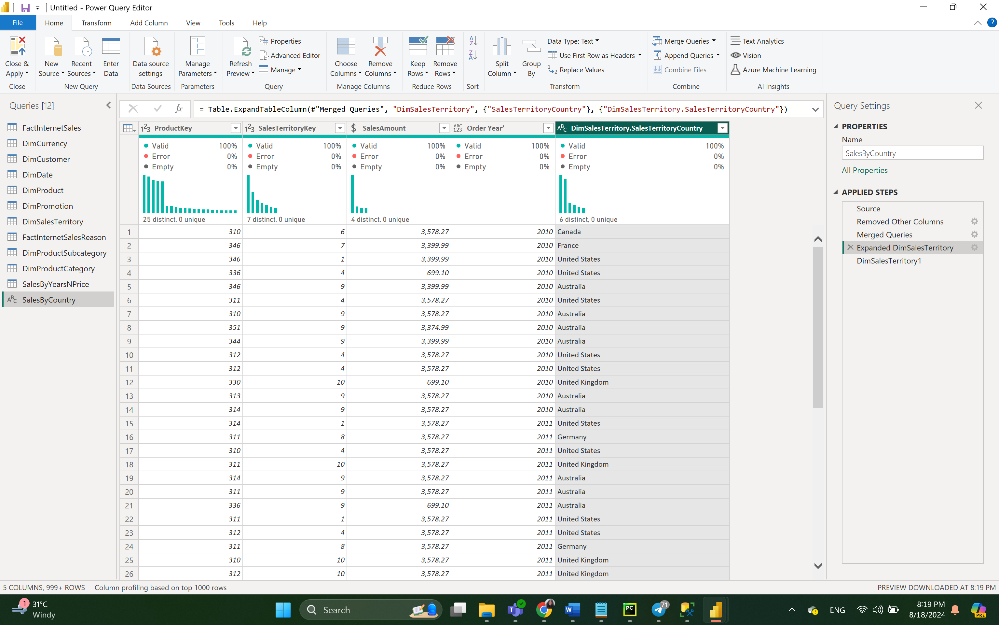 Untitled - Power Query Editor
File Home Transform Add Column View Tools Help
Close & Apply
Close
New Source
Recent Sources
Enter Data
New Query
Data source settings
Data Sources
Manage Parameters
Parameters
Refresh Preview
Properties
Advanced Editor
Manage
Query
Choose Columns
Remove Columns
Manage Columns
Keep Rows
Remove Rows
Reduce Rows
Sort
Split Column
Group By
Data Type: Text
Use First Row as Headers
Replace Values
Transform
Merge Queries
Append Queries
Combine Files
Combine
Text Analytics
Vision
Azure Machine Learning
AI Insights
Queries [12]
FactInternetSales
DimCurrency
DimCustomer
DimDate
DimProduct
DimPromotion
DimSalesTerritory
FactInternetSalesReason
DimProductSubcategory
DimProductCategory
SalesByYearsNPrice
SalesByCountry
= Table.ExpandTableColumn(#"Merged Queries", "DimSalesTerritory", {"SalesTerritoryCountry"}, {"DimSalesTerritory.SalesTerritoryCountry"})
ProductKey SalesTerritoryKey SalesAmount Order Year’ DimSalesTerritory.SalesTerritoryCountry
Valid 100% Valid 100% Valid 100% Valid 100% Valid 100%
Error 0% Error 0% Error 0% Error 0% Error 0%
Empty 0% Empty 0% Empty 0% Empty 0% Empty 0%
25 distinct, 0 unique 7 distinct, 0 unique 4 distinct, 0 unique 6 distinct, 0 unique
1 310 6 3,578.27 2010 Canada
2 346 7 3,399.99 2010 France
3 346 1 3,399.99 2010 United States
4 336 4 699.10 2010 United States
5 346 9 3,399.99 2010 Australia
6 311 4 3,578.27 2010 United States
7 310 9 3,578.27 2010 Australia
8 351 9 3,374.99 2010 Australia
9 344 9 3,399.99 2010 Australia
10 312 4 3,578.27 2010 United States
11 312 4 3,578.27 2010 United States
12 330 10 699.10 2010 United Kingdom
13 313 9 3,578.27 2010 Australia
14 314 9 3,578.27 2010 Australia
15 314 1 3,578.27 2011 United States
16 311 8 3,578.27 2011 Germany
17 310 4 3,578.27 2011 United States
18 311 10 3,578.27 2011 United Kingdom
19 314 9 3,578.27 2011 Australia
20 311 9 3,578.27 2011 Australia
21 336 9 699.10 2011 Australia
22 311 1 3,578.27 2011 United States
23 312 4 3,578.27 2011 United States
24 311 8 3,578.27 2011 Germany
25 310 10 3,578.27 2011 United Kingdom
26 312 10 3,578.27 2011 United Kingdom
Query Settings
PROPERTIES
Name
SalesByCountry
All Properties
APPLIED STEPS
Source
Removed Other Columns
Merged Queries
Expanded DimSalesTerritory
DimSalesTerritory1
5 COLUMNS, 999+ ROWS Column profiling based on top 1000 rows
PREVIEW DOWNLOADED AT 8:19 PM
1
31°C
Windy
Search
71
ENG
8:19 PM
8/18/2024
PRE